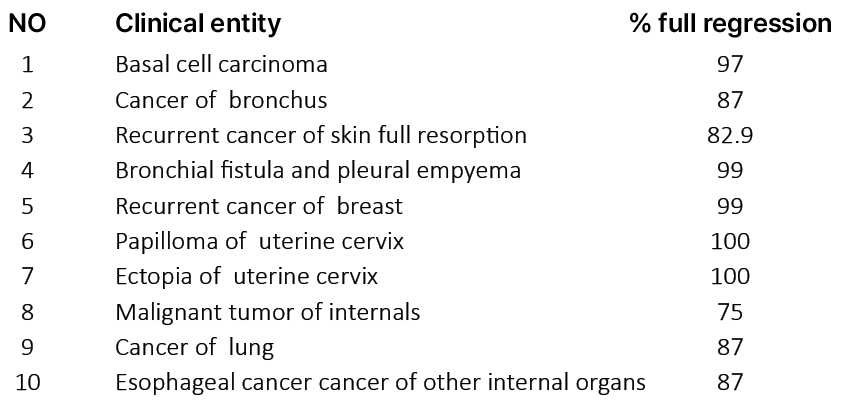 NO Clinical entity % full regression
1 Basal cell carcinoma 97
2 Cancer of bronchus 87
3 Recurrent cancer of skin full resorption 82.9
4 Bronchial fistula and pleural empyema 99
5 Recurrent cancer of breast 99
6 Papilloma of uterine cervix 100
7 Ectopia of uterine cervix 100
8 Malignant tumor of internals 75
9 Cancer of lung 87
10 Esophageal cancer cancer of other internal organs 87